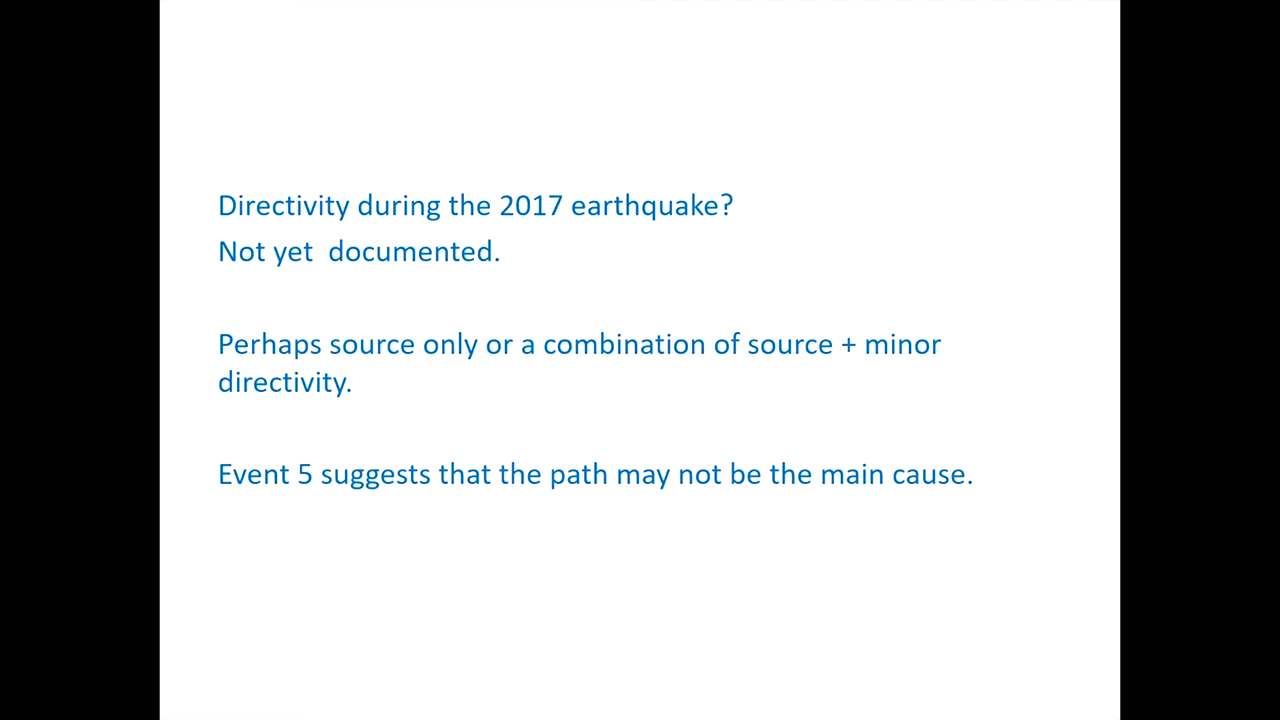 Directivity during the 2017 earthquake?
Not yet  documented.
Perhaps source only or a combination of source + minor
directivity.
Event 5 suggests that the path may not be the main cause.